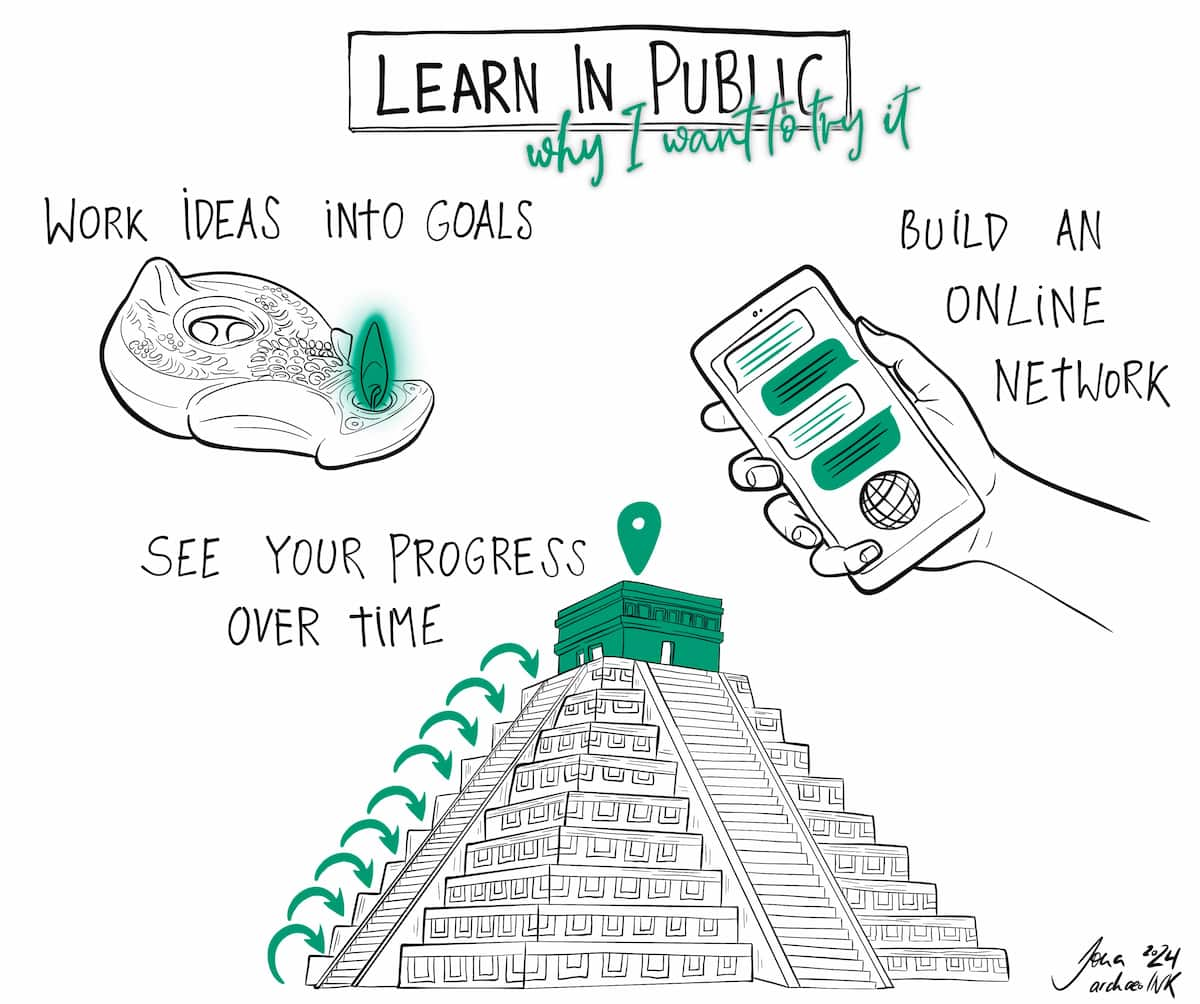 LEARN IN PUBLIC
why I want to try it
WORK IDEAS INTO GOALS
BUILD AN
ONLINE
NETWORK
SEE YOUR PROGRESS
OVER TIME
Jona 2024
archaeoINK